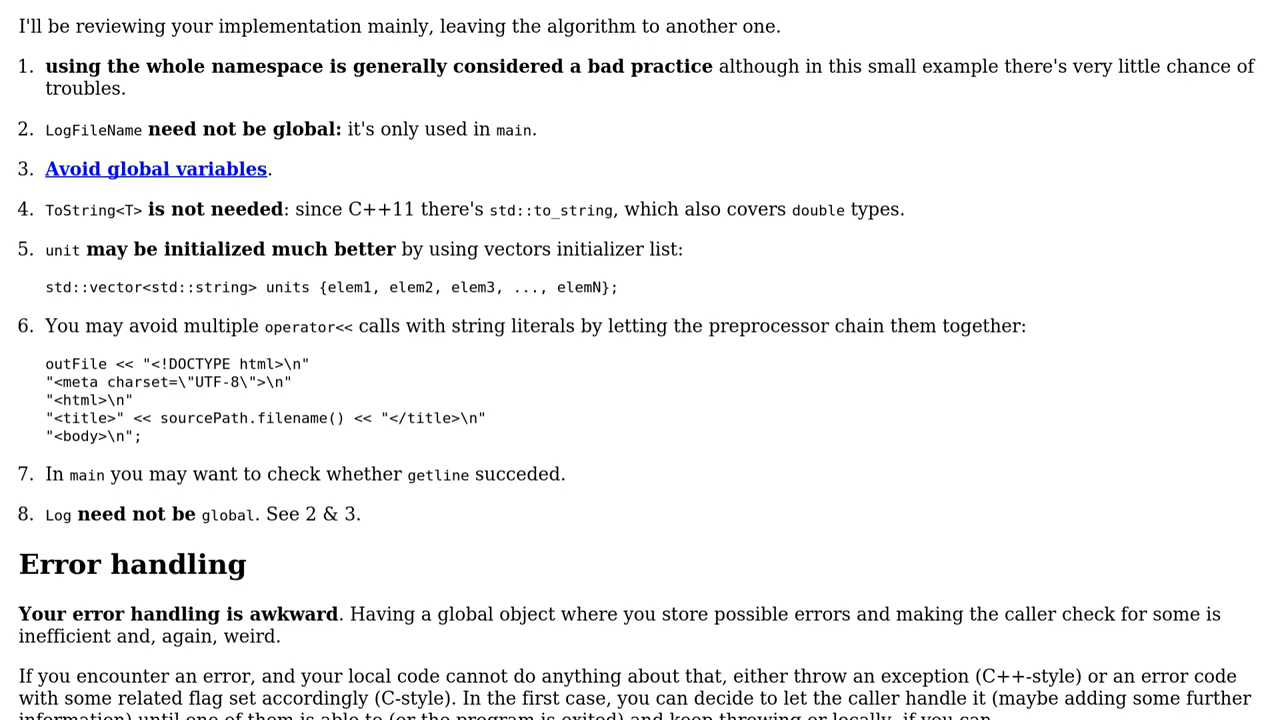 I'll be reviewing your implementation mainly, leaving the algorithm to another one.
1. using the whole namespace is generally considered a bad practice although in this small example there's very little chance of
troubles.
2. LogFileName need not be global: it's only used in main.
3. Avoid global variables.
4. ToString<T> is not needed: since C++11 there's std::to_string, which also covers double types.
5. unit may be initialized much better by using vectors initializer list:
std::vector<std::string> units {elem1, elem2, elem3, ..., elemN};
6. You may avoid multiple operator<< calls with string literals by letting the preprocessor chain them together:
outFile << "<!DOCTYPE html>\n"
"<meta charset=\"UTF-8\">\n"
"<html>\n"
"<title>" << sourcePath.filename() << "</title>\n"
"<body>\n";
7. In main you may want to check whether getline succeded.
8. Log need not be global. See 2 & 3.
Error handling
Your error handling is awkward. Having a global object where you store possible errors and making the caller check for some is
inefficient and, again, weird.
If you encounter an error, and your local code cannot do anything about that, either throw an exception (C++-style) or an error code
with some related flag set accordingly (C-style). In the first case, you can decide to let the caller handle it (maybe adding some further
information) until one of them is able to (or the program is exited) and keep throwing or locally, if you can.